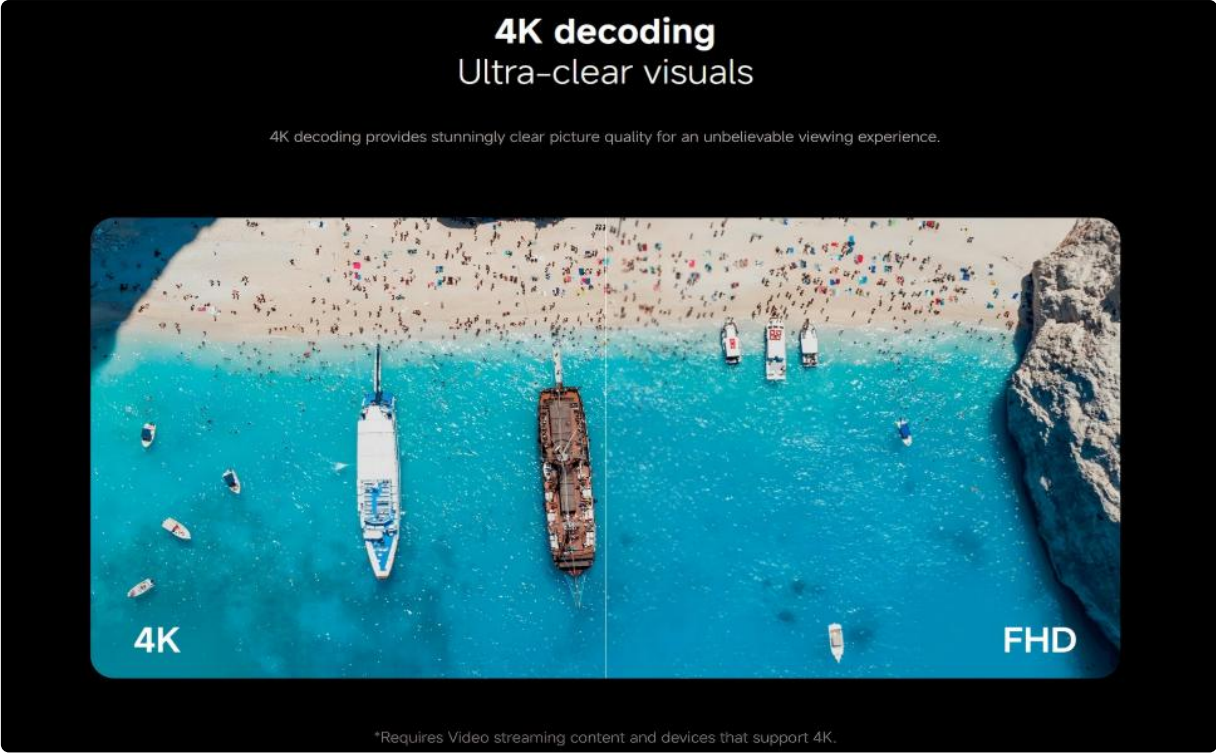 4K decoding
Ultra-clear visuals
4K decoding provides stunningly clear picture quality for an unbelievable viewing experience.
4K
FHD
*Requires Video streaming content and devices that support 4K.